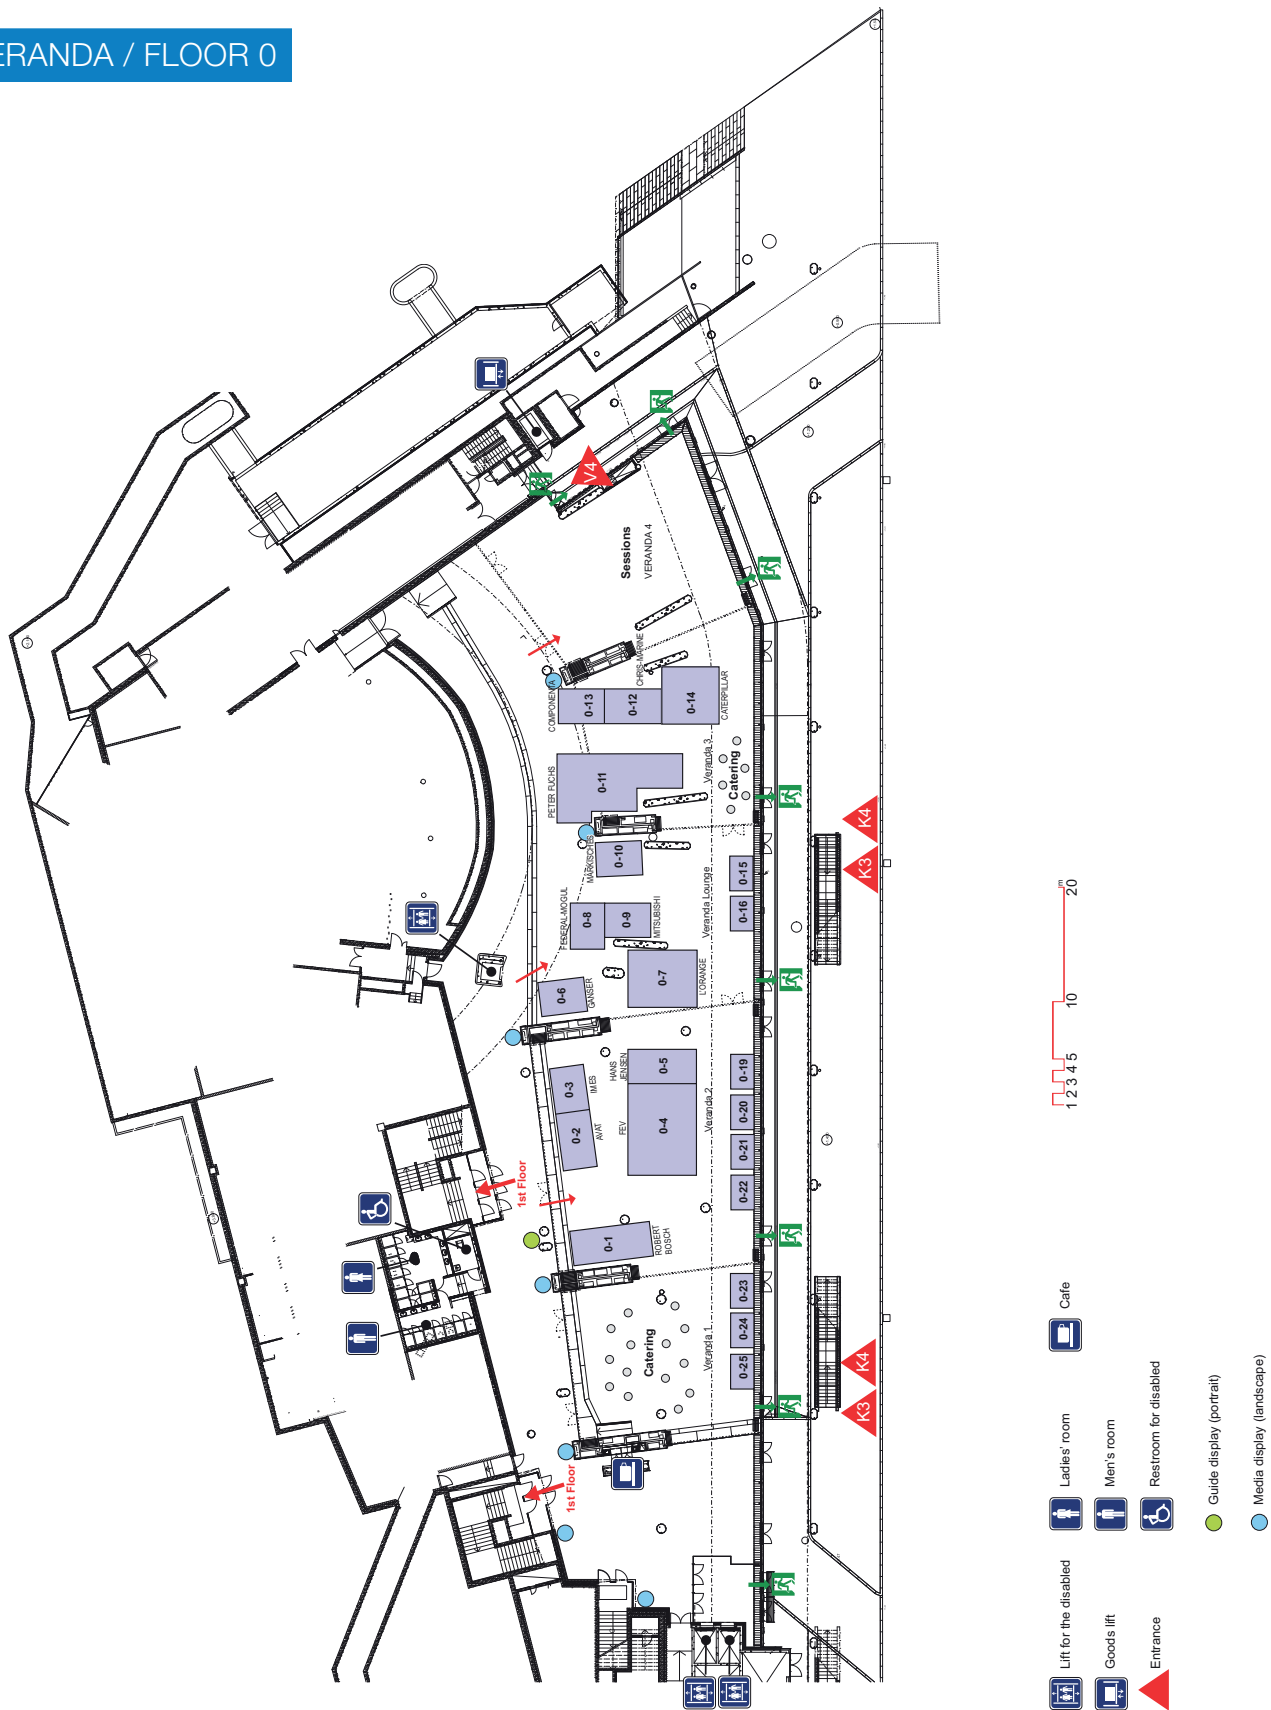 ERANDA / FLOOR 0
V4
Sessions
VERANDA 4
COMPONENTA
0-13
0-12
CHRIS-MARINE
0-14
CATERPILLAR
PETER FUCHS
0-11
Veranda 3
Catering
K4
K3
MÄRKISCHES
0-10
Veranda Lounge
0-15
0-16
FEDERAL-MOGUL
0-8
0-9
MITSUBISHI
0-7
L'ORANGE
0-6
GANSER
0-3
IMES
0-2
AVAT
HANS
JENSEN
0-5
FEV
0-4
Veranda 2
0-19
0-20
0-21
0-22
1st Floor
0-1
ROBERT
BOSCH
Catering
Veranda 1
0-23
0-24
0-25
K4
K3
1st Floor
1 2 3 4 5 10 20
m
Lift for the disabled
Goods lift
Entrance
Ladies' room
Men's room
Restroom for disabled
Cafe
Guide display (portrait)
Media display (landscape)